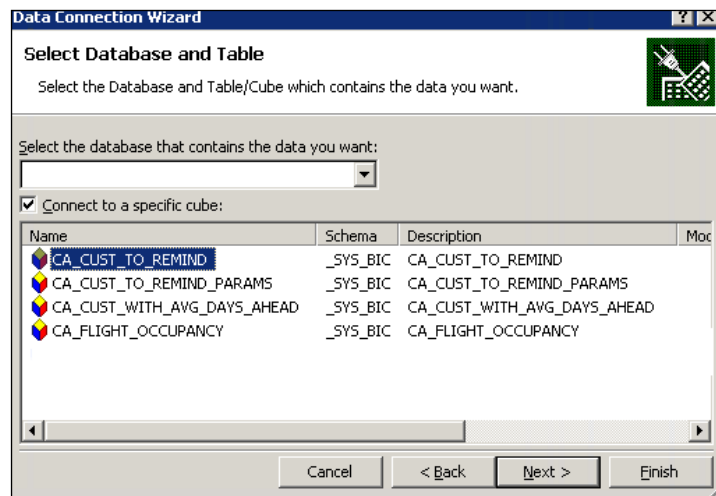 Data Connection Wizard
Select Database and Table
Select the Database and Table/Cube which contains the data you want.
Select the database that contains the data you want:
Connect to a specific cube:
Name Schema Description Moc
CA_CUST_TO_REMIND _SYS_BIC CA_CUST_TO_REMIND
CA_CUST_TO_REMIND_PARAMS _SYS_BIC CA_CUST_TO_REMIND_PARAMS
CA_CUST_WITH_AVG_DAYS_AHEAD _SYS_BIC CA_CUST_WITH_AVG_DAYS_AHEAD
CA_FLIGHT_OCCUPANCY _SYS_BIC CA_FLIGHT_OCCUPANCY
Cancel < Back Next > Finish